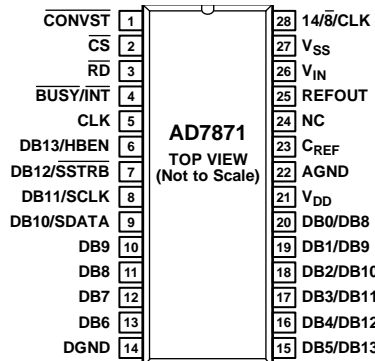 CONVST 1
CS 2
RD 3
BUSY/INT 4
CLK 5
DB13/HBEN 6
DB12/SSTRB 7
DB11/SCLK 8
DB10/SDATA 9
DB9 10
DB8 11
DB7 12
DB6 13
DGND 14
AD7871
TOP VIEW
(Not to Scale)
28 14/8/CLK
27 VSS
26 VIN
25 REFOUT
24 NC
23 CREF
22 AGND
21 VDD
20 DB0/DB8
19 DB1/DB9
18 DB2/DB10
17 DB3/DB11
16 DB4/DB12
15 DB5/DB13